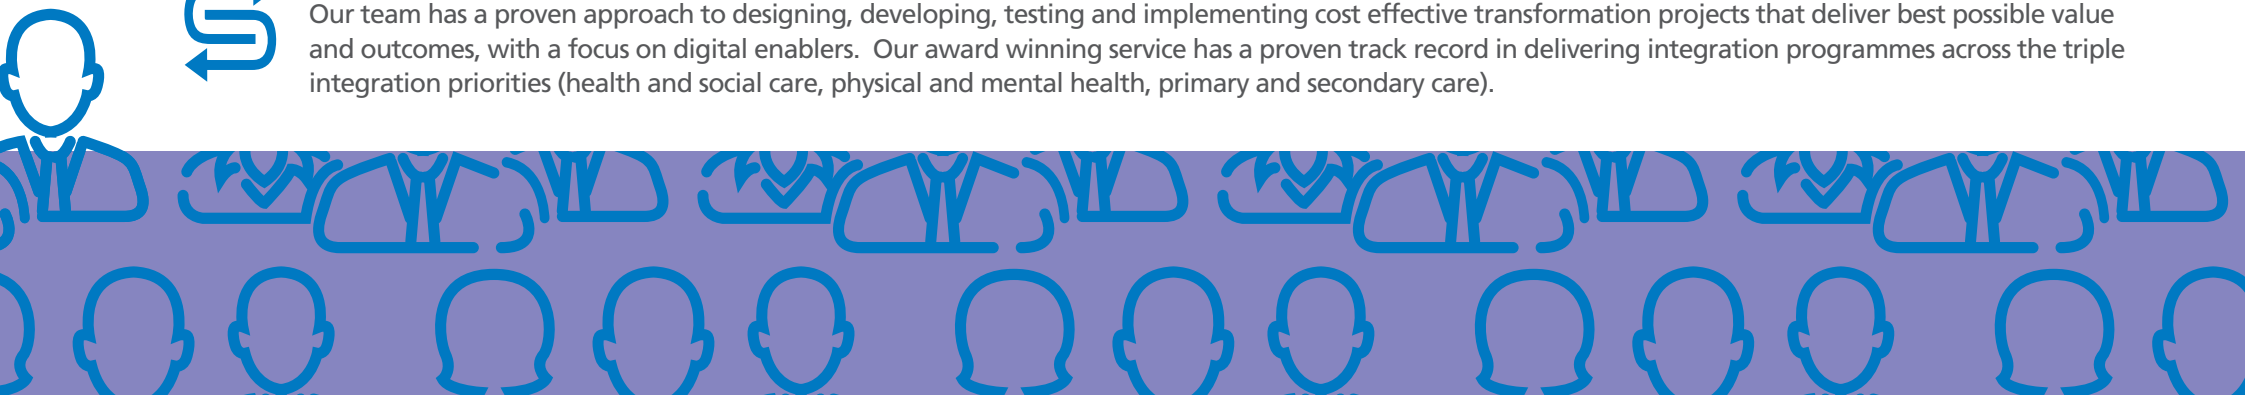 Our team has a proven approach to designing, developing, testing and implementing cost effective transformation projects that deliver best possible value
and outcomes, with a focus on digital enablers.  Our award winning service has a proven track record in delivering integration programmes across the triple
integration priorities (health and social care, physical and mental health, primary and secondary care).